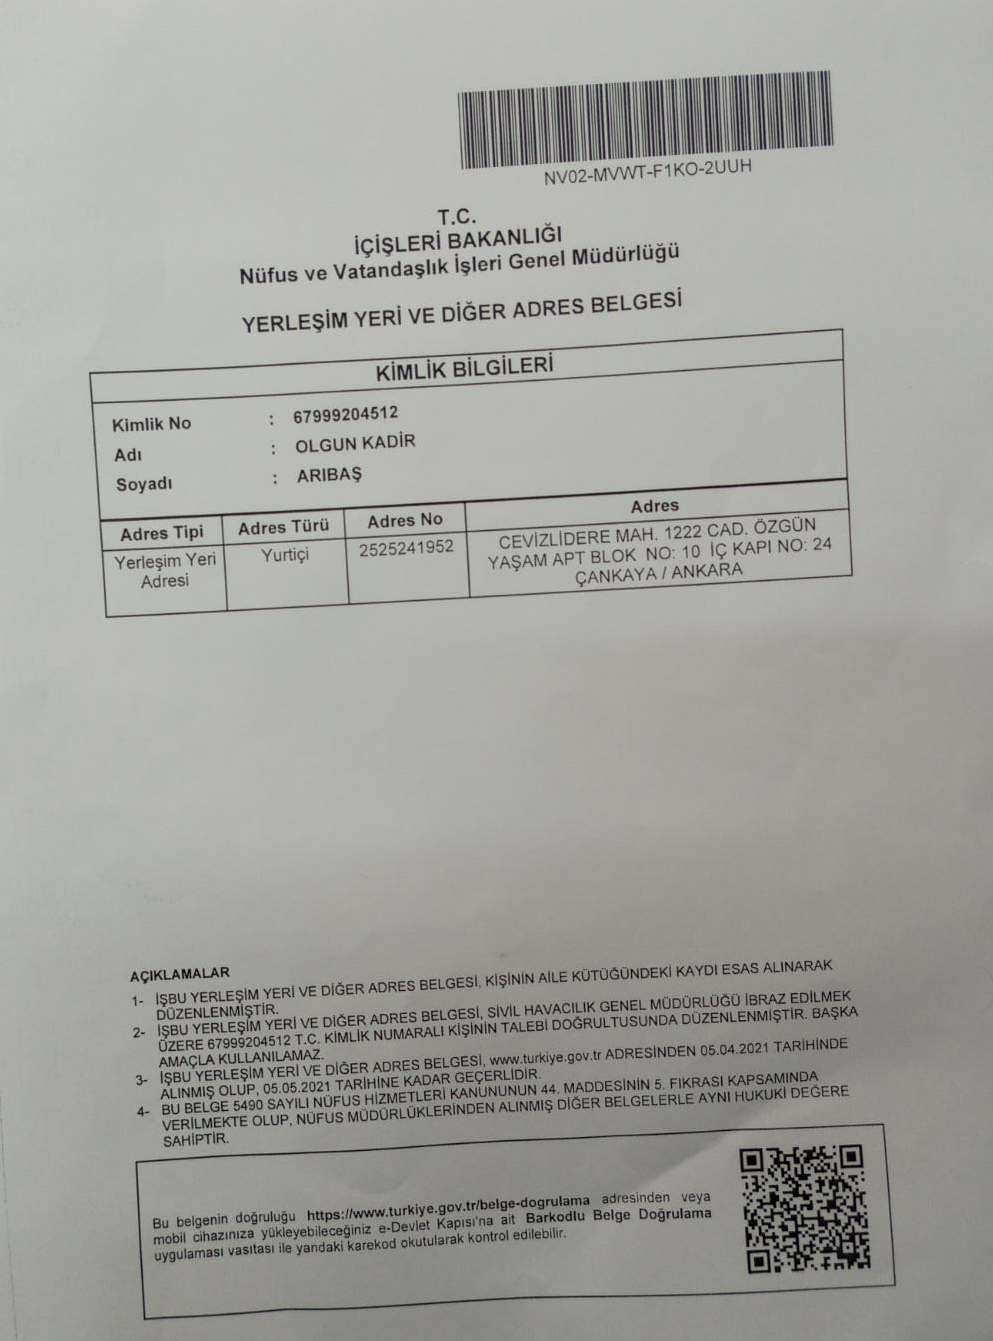 NV02-MVWT-F1KO-2UUH
T.C.
İÇİŞLERİ BAKANLIĞI
Nüfus ve Vatandaşlık İşleri Genel Müdürlüğü
YERLEŞİM YERİ VE DİĞER ADRES BELGESİ
KİMLİK BİLGİLERİ
Kimlik No : 67999204512
Adı : OLGUN KADİR
Soyadı : ARIBAŞ
Adres Tipi Adres Türü Adres No Adres
Yerleşim Yeri Yurtiçi 2525241952 CEVİZLİDERE MAH. 1222 CAD. ÖZGÜN
Adresi YAŞAM APT BLOK NO: 10 İÇ KAPI NO: 24
ÇANKAYA / ANKARA
AÇIKLAMALAR
1- İŞBU YERLEŞİM YERİ VE DİĞER ADRES BELGESİ, KİŞİNİN AİLE KÜTÜĞÜNDEKİ KAYDI ESAS ALINARAK
DÜZENLENMİŞTİR.
2- İŞBU YERLEŞİM YERİ VE DİĞER ADRES BELGESİ, SİVİL HAVACILIK GENEL MÜDÜRLÜĞÜ İBRAZ EDİLMEK
ÜZERE 67999204512 T.C. KİMLİK NUMARALI KİŞİNİN TALEBİ DOĞRULTUSUNDA DÜZENLENMİŞTİR. BAŞKA
AMAÇLA KULLANILAMAZ.
3- İŞBU YERLEŞİM YERİ VE DİĞER ADRES BELGESİ, www.turkiye.gov.tr ADRESİNDEN 05.04.2021 TARİHİNDE
ALINMIŞ OLUP, 05.05.2021 TARİHİNE KADAR GEÇERLİDİR.
4- BU BELGE 5490 SAYILI NÜFUS HİZMETLERİ KANUNUNUN 44. MADDESİNİN 5. FIKRASI KAPSAMINDA
VERİLMEKTE OLUP, NÜFUS MÜDÜRLÜKLERİNDEN ALINMIŞ DİĞER BELGELERLE AYNI HUKUKİ DEĞERE
SAHİPTİR.
Bu belgenin doğruluğu https://www.turkiye.gov.tr/belge-dogrulama adresinden veya
mobil cihazınıza yükleyebileceğiniz e-Devlet Kapısı'na ait Barkodlu Belge Doğrulama
uygulaması vasıtası ile yandaki karekod okutularak kontrol edilebilir.